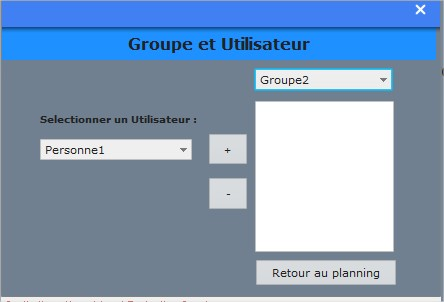 Groupe et Utilisateur
Groupe2
Selectionner un Utilisateur :
Personne1
+
-
Retour au planning